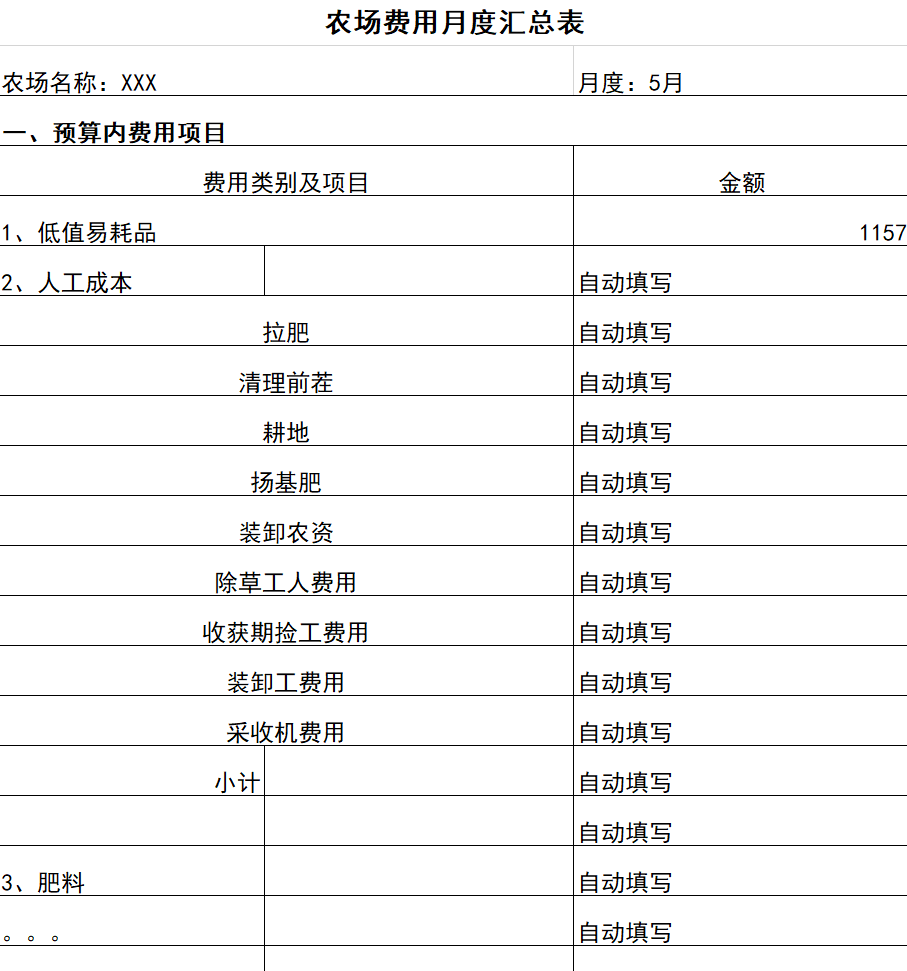 农场费用月度汇总表
农场名称：XXX 月度：5月
一、预算内费用项目
费用类别及项目 金额
1、低值易耗品 1157
2、人工成本 自动填写
拉肥 自动填写
清理前茬 自动填写
耕地 自动填写
扬基肥 自动填写
装卸农资 自动填写
除草工人费用 自动填写
收获期捡工费用 自动填写
装卸工费用 自动填写
采收机费用 自动填写
小计 自动填写
自动填写
3、肥料 自动填写
。。。 自动填写